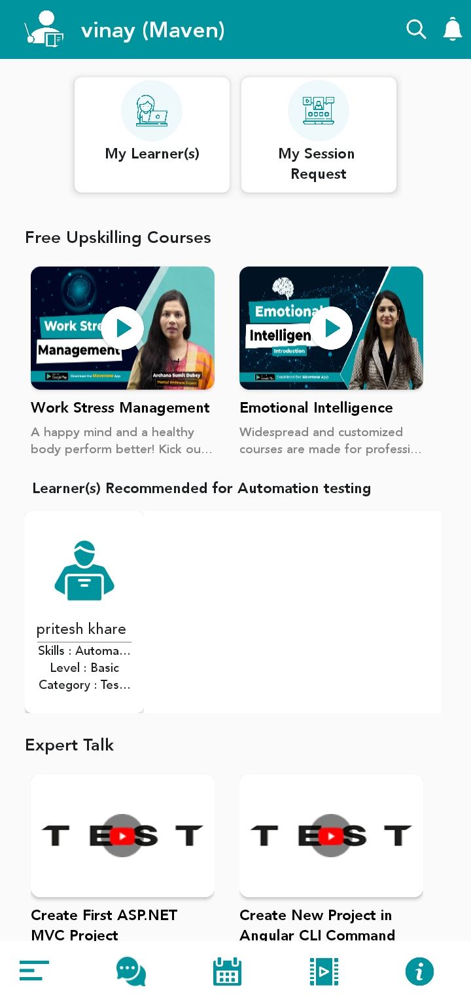 vinay (Maven)
My Learner(s)
My Session
Request
Free Upskilling Courses
Work Stre
Management
Download the Mavenow App
Archana Sumit Dubey
Mental Wellness Expert
Emotional
Intelligen
Introduction
Download the Mavenow App
Work Stress Management
A happy mind and a healthy
body perform better! Kick ou...
Emotional Intelligence
Widespread and customized
courses are made for professi...
Learner(s) Recommended for Automation testing
pritesh khare
Skills : Automa...
Level : Basic
Category : Tes...
Expert Talk
TEST
TEST
Create First ASP.NET
MVC Project
Create New Project in
Angular CLI Command